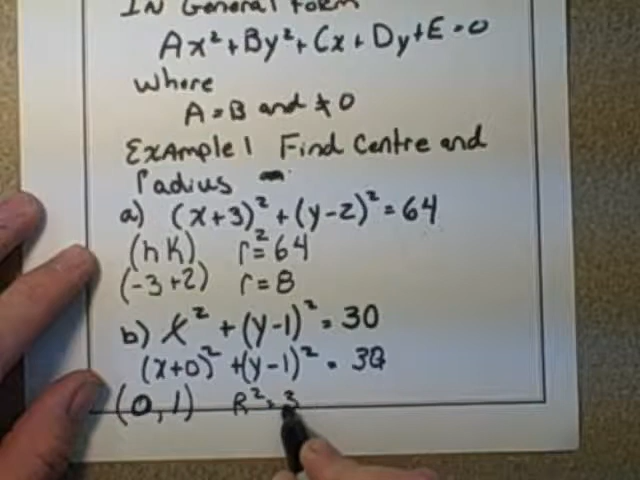 IN General Form
Ax² + By² + Cx + Dy + E = 0
Where
A = B and ≠ 0
Example 1 Find Centre and
radius
a) (x+3)² + (y-2)² = 64
(h K) r² = 64
(-3 +2) r = 8
b) x² + (y-1)² = 30
(x+0)² + (y-1)² = 30
(0, 1) R² = 3